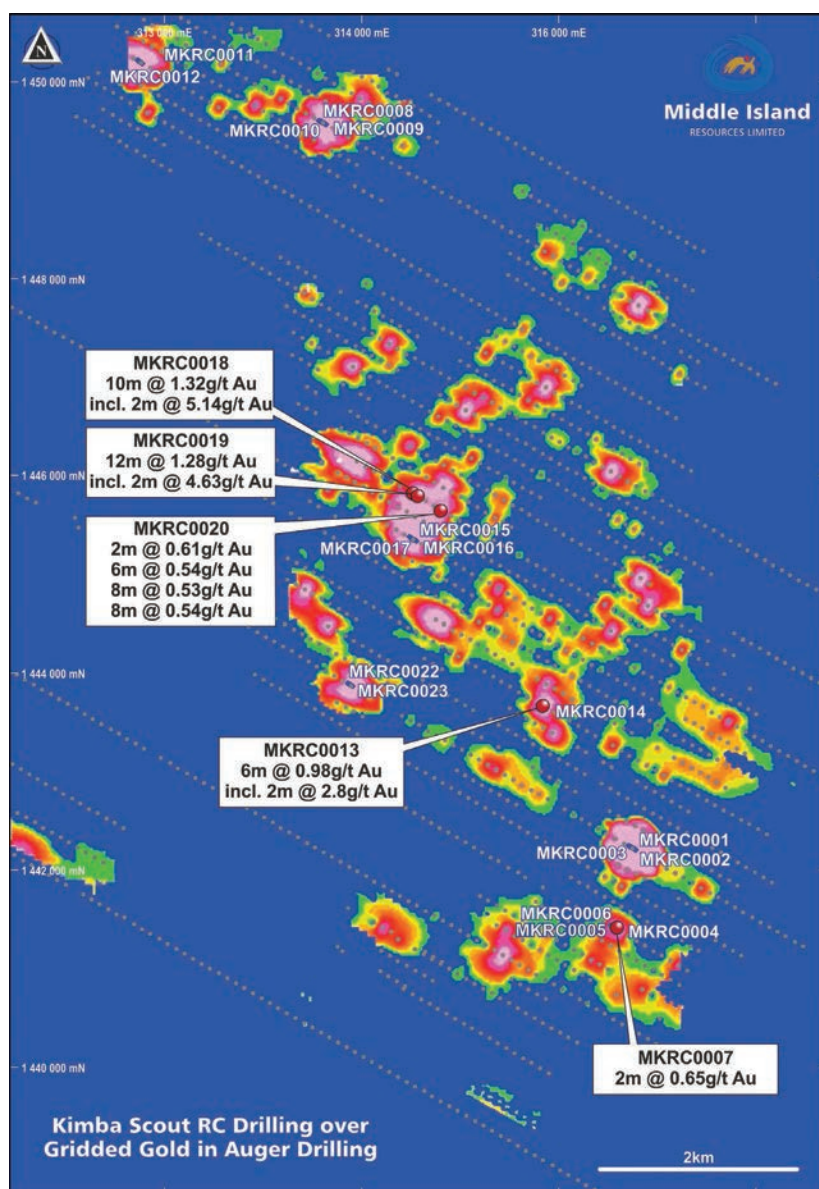 313 000 mE
314 000 mE
316 000 mE
N
MKRC0011
MKRC0012
1 450 000 mN
MKRC0008
MKRC0010
MKRC0009
Middle Island
RESOURCES LIMITED
1 448 000 mN
MKRC0018
10m @ 1.32g/t Au
incl. 2m @ 5.14g/t Au
MKRC0019
12m @ 1.28g/t Au
incl. 2m @ 4.63g/t Au
1 446 000 mN
MKRC0020
2m @ 0.61g/t Au
6m @ 0.54g/t Au
8m @ 0.53g/t Au
8m @ 0.54g/t Au
MKRC0015
MKRC0017
MKRC0016
1 444 000 mN
MKRC0022
MKRC0023
MKRC0014
MKRC0013
6m @ 0.98g/t Au
incl. 2m @ 2.8g/t Au
MKRC0001
MKRC0003
MKRC0002
1 442 000 mN
MKRC0006
MKRC0005
MKRC0004
MKRC0007
2m @ 0.65g/t Au
1 440 000 mN
Kimba Scout RC Drilling over
Gridded Gold in Auger Drilling
2km